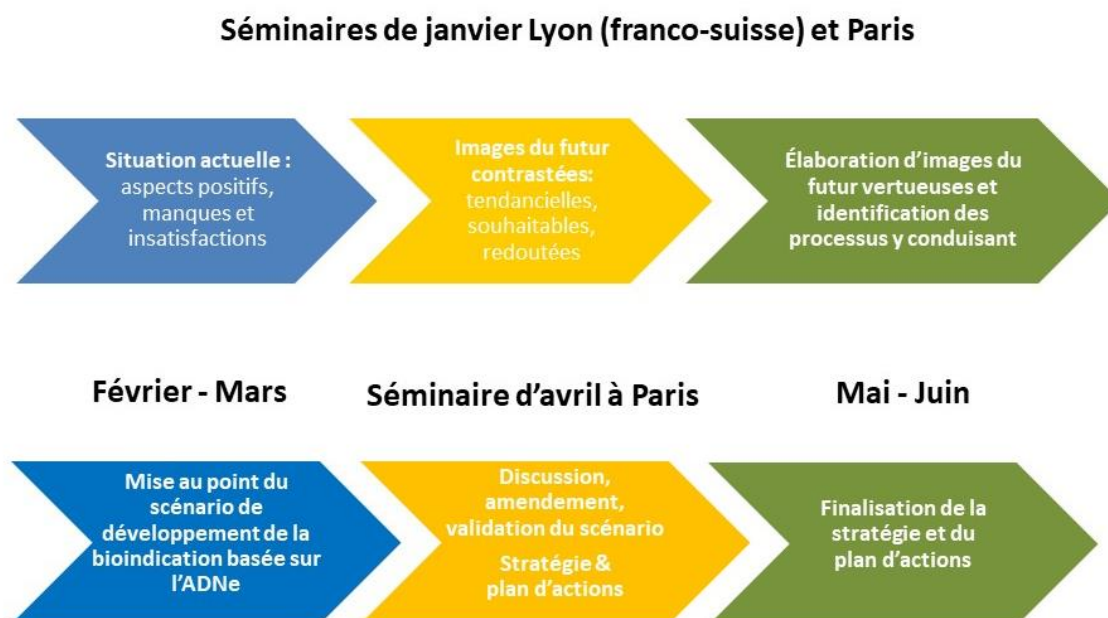 Séminaires de janvier Lyon (franco-suisse) et Paris
Situation actuelle :
aspects positifs,
manques et
insatisfactions
Images du futur
contrastées:
tendancielles,
souhaitables,
redoutées
Élaboration d’images du
futur vertueuses et
identification des
processus y conduisant
Février - Mars
Séminaire d’avril à Paris
Mai - Juin
Mise au point du
scénario de
développement de la
bioindication basée sur
l’ADNe
Discussion,
amendement,
validation du scénario
Stratégie &
plan d’actions
Finalisation de la
stratégie et du
plan d’actions